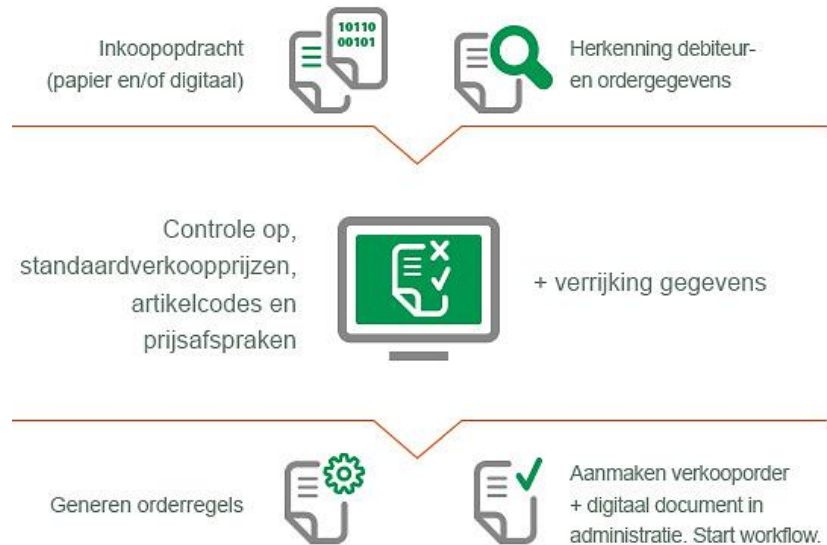 Inkoopopdracht
(papier en/of digitaal)
10110
00101
Herkenning debiteur-
en ordergegevens
Controle op,
standaardverkoopprijzen,
artikelcodes en
prijsafspraken
+ verrijking gegevens
Generen orderregels
Aanmaken verkooporder
+ digitaal document in
administratie. Start workflow.